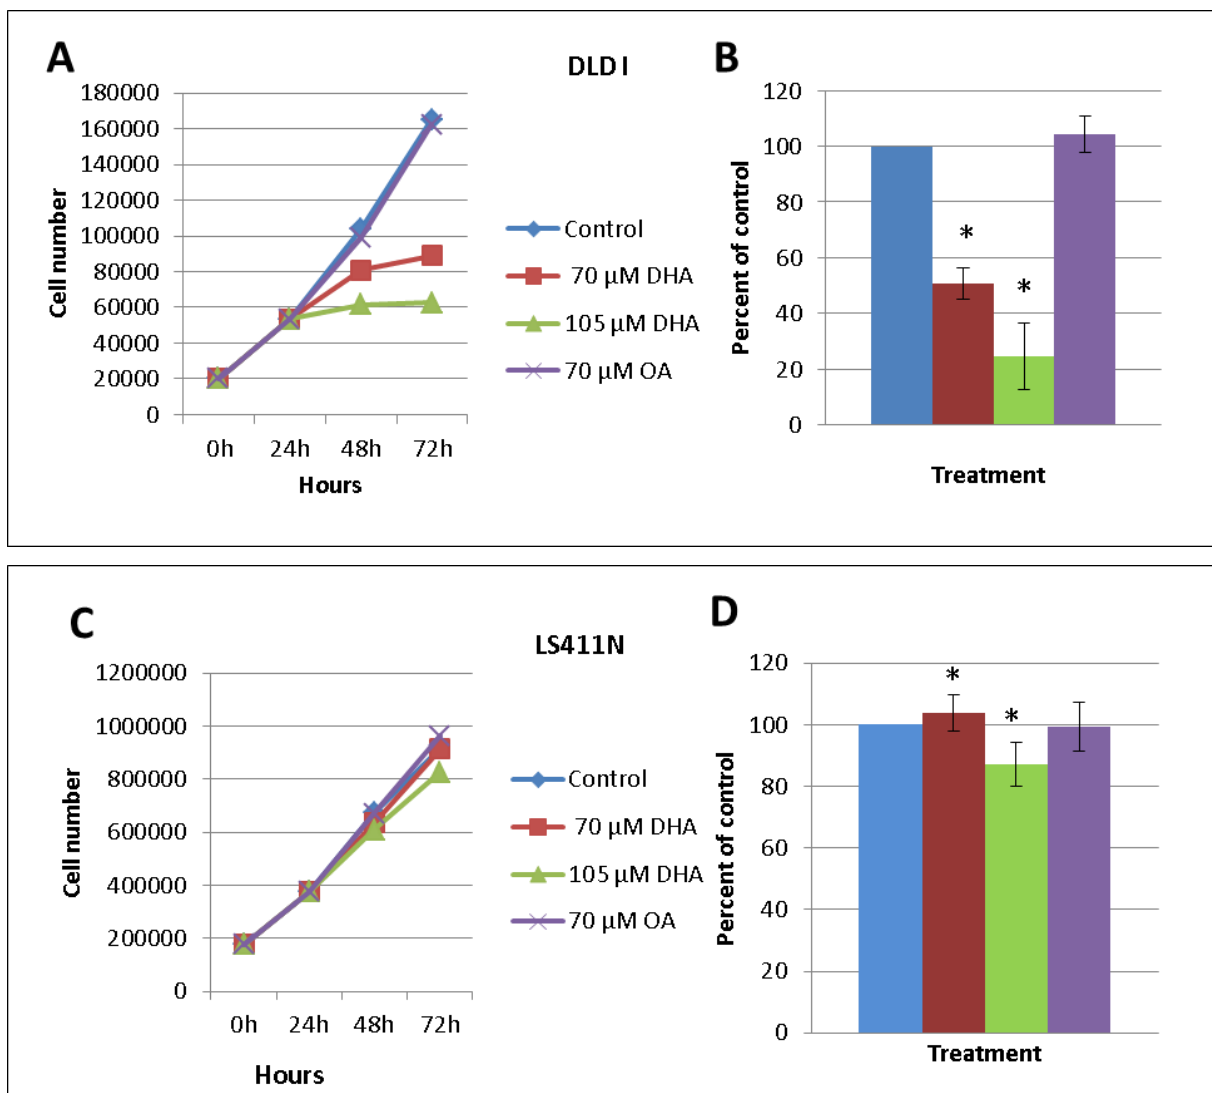 A
DLD I
B
180000
160000
140000
120000
100000
80000
60000
40000
20000
0
Cell number
0h 24h 48h 72h
Hours
Control
70 µM DHA
105 µM DHA
70 µM OA
120
100
80
60
40
20
0
Percent of control
*
*
Treatment
C
LS411N
D
1200000
1000000
800000
600000
400000
200000
0
Cell number
0h 24h 48h 72h
Hours
Control
70 µM DHA
105 µM DHA
70 µM OA
120
100
80
60
40
20
0
Percent of control
*
*
Treatment